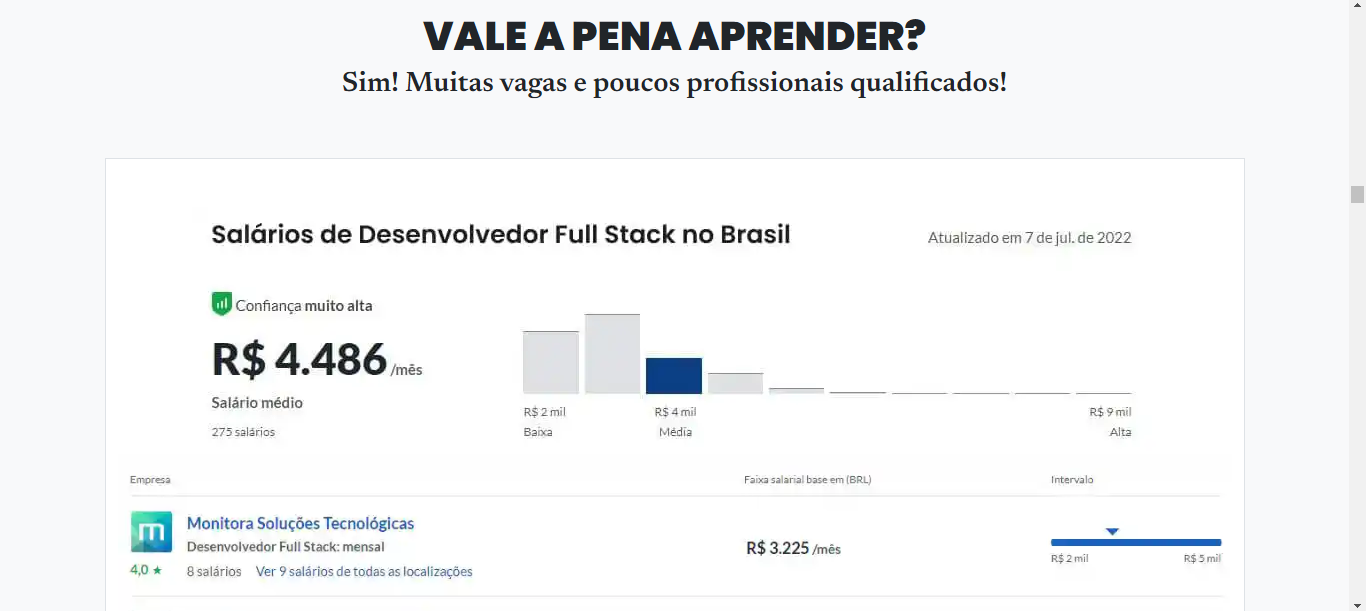 VALE A PENA APRENDER?
Sim! Muitas vagas e poucos profissionais qualificados!
Salários de Desenvolvedor Full Stack no Brasil
Atualizado em 7 de jul. de 2022
Confiança muito alta
R$ 4.486 /mês
Salário médio
275 salários
R$ 2 mil
Baixa
R$ 4 mil
Média
R$ 9 mil
Alta
Empresa
Faixa salarial base em (BRL)
Intervalo
m
Monitora Soluções Tecnológicas
Desenvolvedor Full Stack: mensal
4,0 ★
8 salários Ver 9 salários de todas as localizações
R$ 3.225 /mês
R$ 2 mil
R$ 5 mil